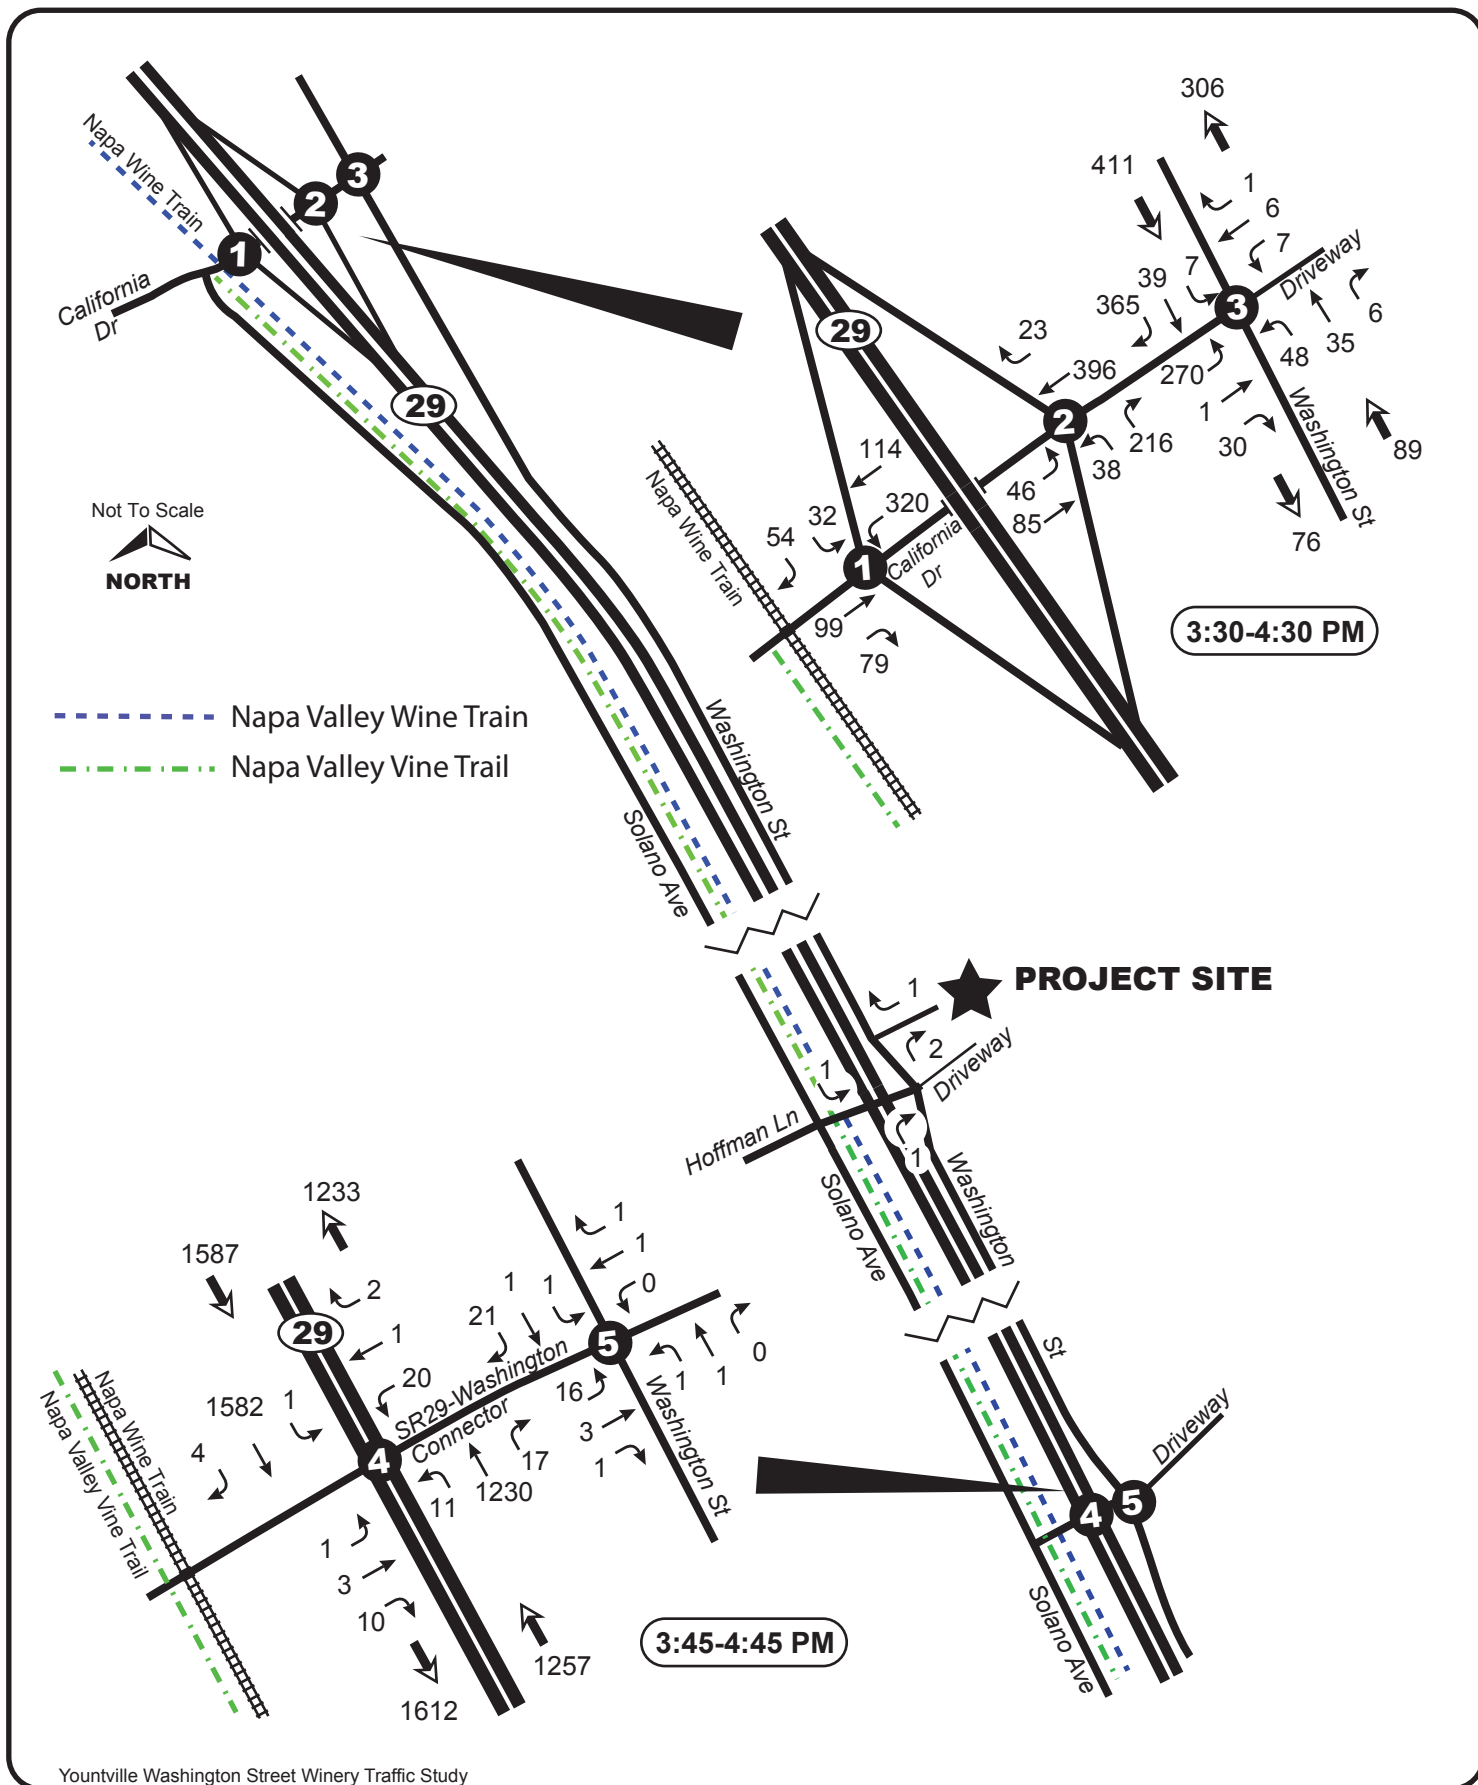 306
411
1
6
7
Driveway
7
39
365
3
6
35
48
23
396
270
1
30
216
38
46
85
2
Washington St
89
76
29
114
320
32
54
1
California
Dr
99
79
Napa Wine Train
3:30-4:30 PM
Napa Wine Train
3
2
1
California
Dr
29
Not To Scale
NORTH
Napa Valley Wine Train
Napa Valley Vine Trail
Washington St
Solano Ave
PROJECT SITE
1
2
Driveway
1
Hoffman Ln
1
Solano Ave
Washington
St
Driveway
4
5
Solano Ave
1233
1587
2
29
1
20
1
1582
4
SR29-Washington
Connector
4
17
1230
11
1
3
10
1257
1612
Napa Wine Train
Napa Valley Vine Trail
1
1
0
1
1
21
5
0
1
1
16
3
1
Washington St
3:45-4:45 PM
Yountville Washington Street Winery Traffic Study